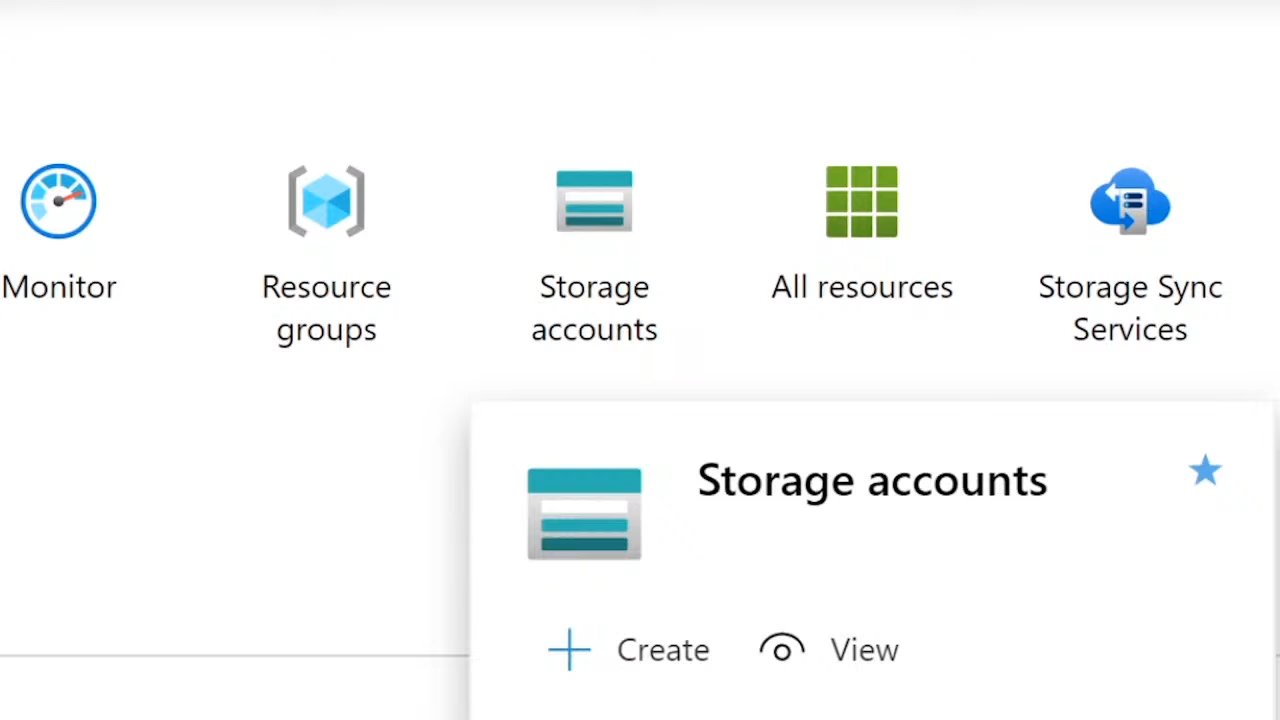 Monitor
Resource
groups
Storage
accounts
All resources
Storage Sync
Services
Storage accounts
Create
View